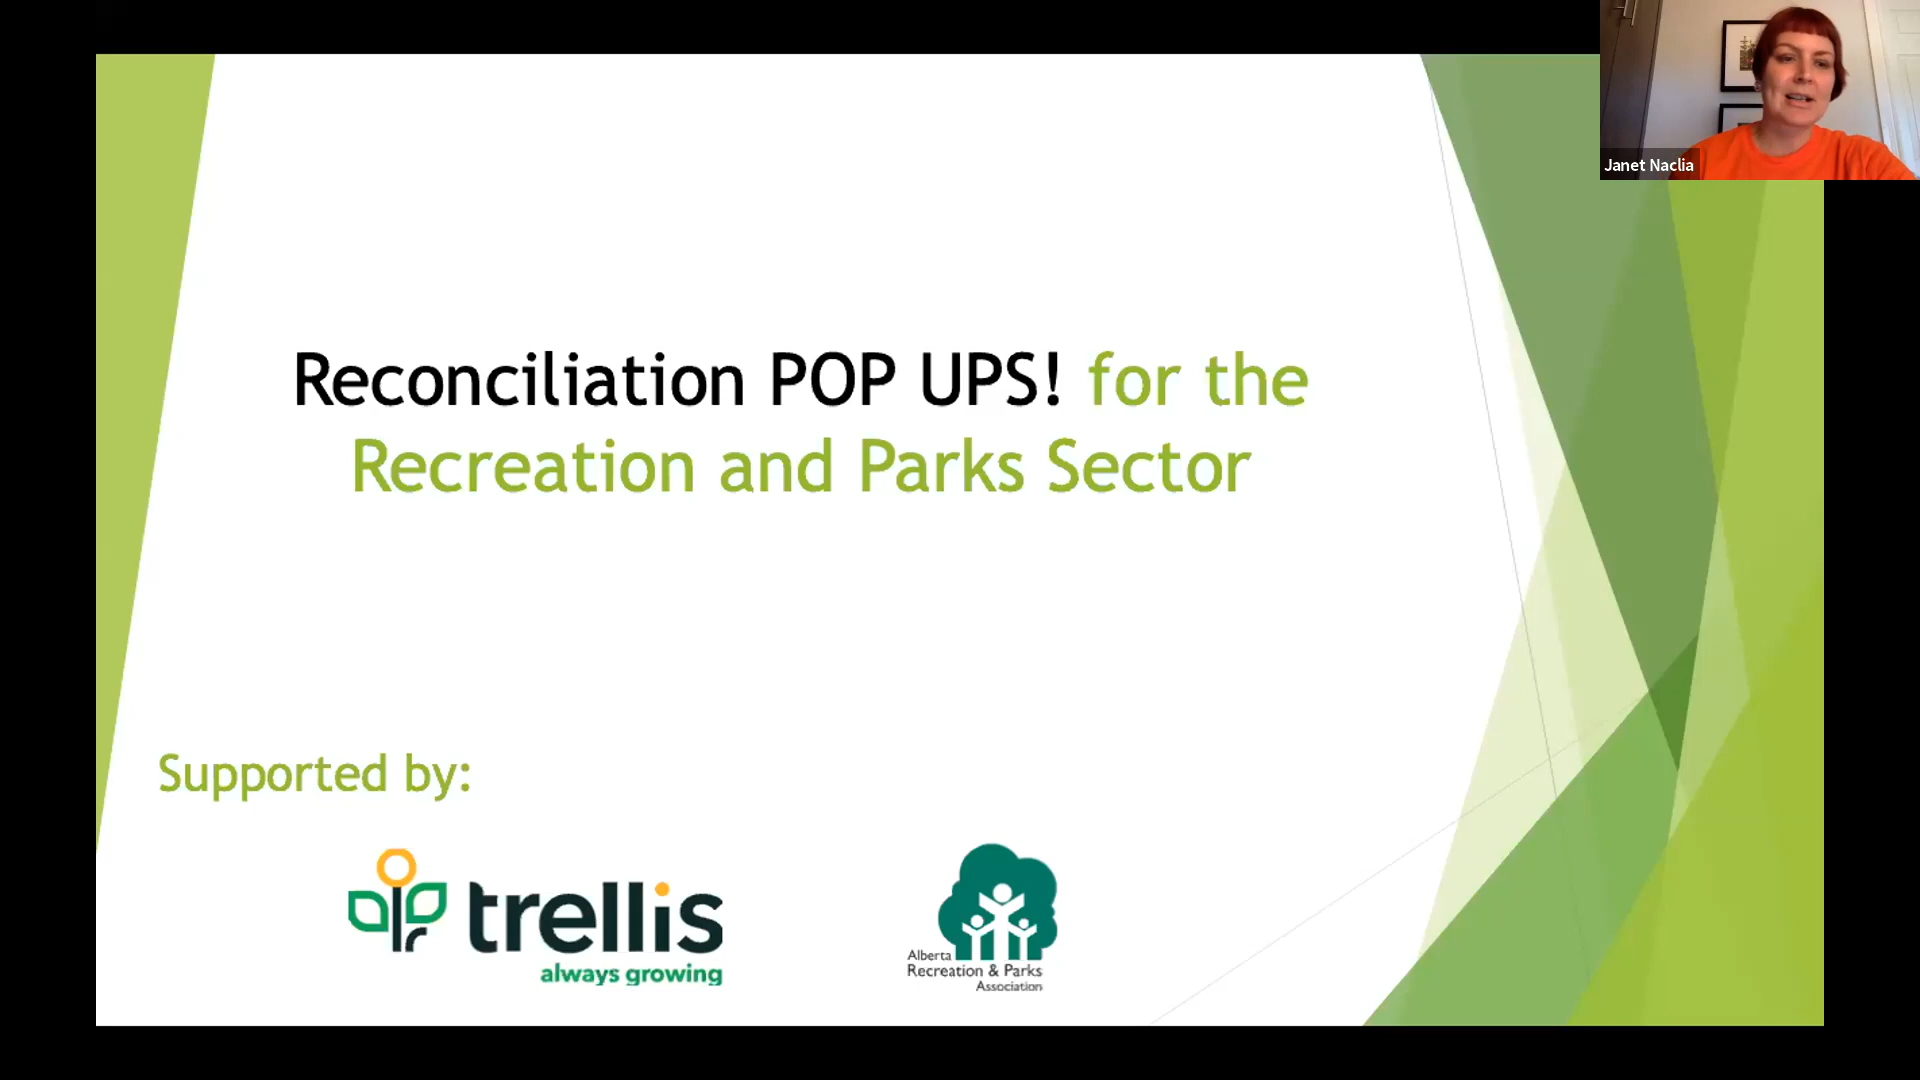 Janet Naclia
Reconciliation POP UPS! for the
Recreation and Parks Sector
Supported by:
trellis
always growing
Alberta
Recreation & Parks
Association